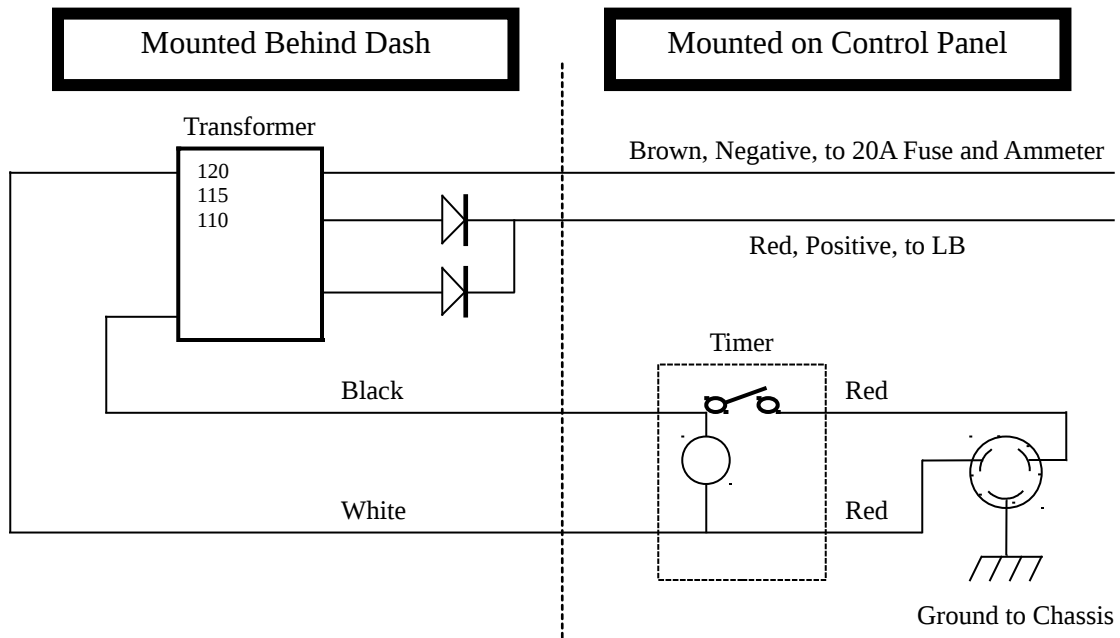 Mounted Behind Dash
Mounted on Control Panel
Transformer
120
115
110
Brown, Negative, to 20A Fuse and Ammeter
Red, Positive, to LB
Timer
Black
Red
White
Red
Ground to Chassis